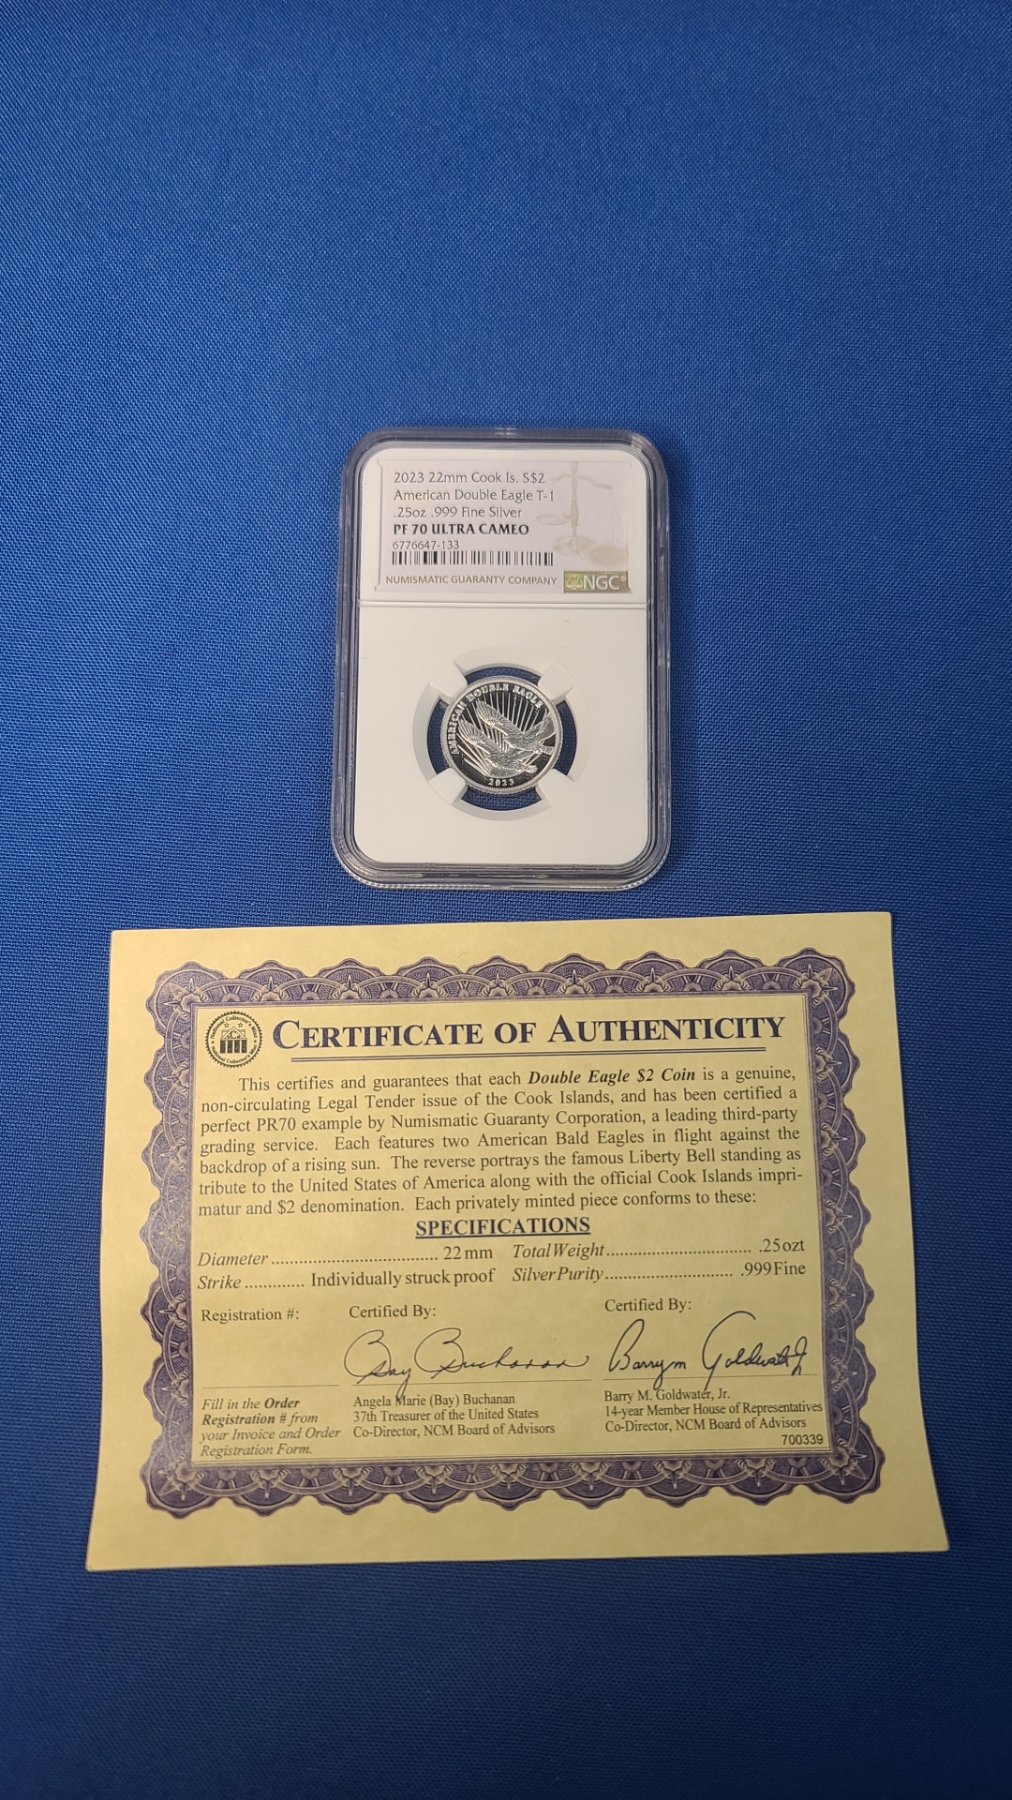 2023 22mm Cook Is. S$2
American Double Eagle T-1
.25oz .999 Fine Silver
PF 70 ULTRA CAMEO
6776647-133
NUMISMATIC GUARANTY COMPANY
NGC
AMERICAN DOUBLE EAGLE
2023
CERTIFICATE OF AUTHENTICITY
This certifies and guarantees that each Double Eagle $2 Coin is a genuine,
non-circulating Legal Tender issue of the Cook Islands, and has been certified a
perfect PR70 example by Numismatic Guaranty Corporation, a leading third-party
grading service. Each features two American Bald Eagles in flight against the
backdrop of a rising sun. The reverse portrays the famous Liberty Bell standing as
tribute to the United States of America along with the official Cook Islands impri-
matur and $2 denomination. Each privately minted piece conforms to these:
SPECIFICATIONS
Diameter ................................ 22 mm Total Weight ............................ .25 ozt
Strike ............ Individually struck proof Silver Purity ......................... .999 Fine
Registration #: Certified By: Certified By:
Bay Buchanan Barry M Goldwater Jr
Fill in the Order
Registration # from
your Invoice and Order
Registration Form.
Angela Marie (Bay) Buchanan
37th Treasurer of the United States
Co-Director, NCM Board of Advisors
Barry M. Goldwater, Jr.
14-year Member House of Representatives
Co-Director, NCM Board of Advisors
700339